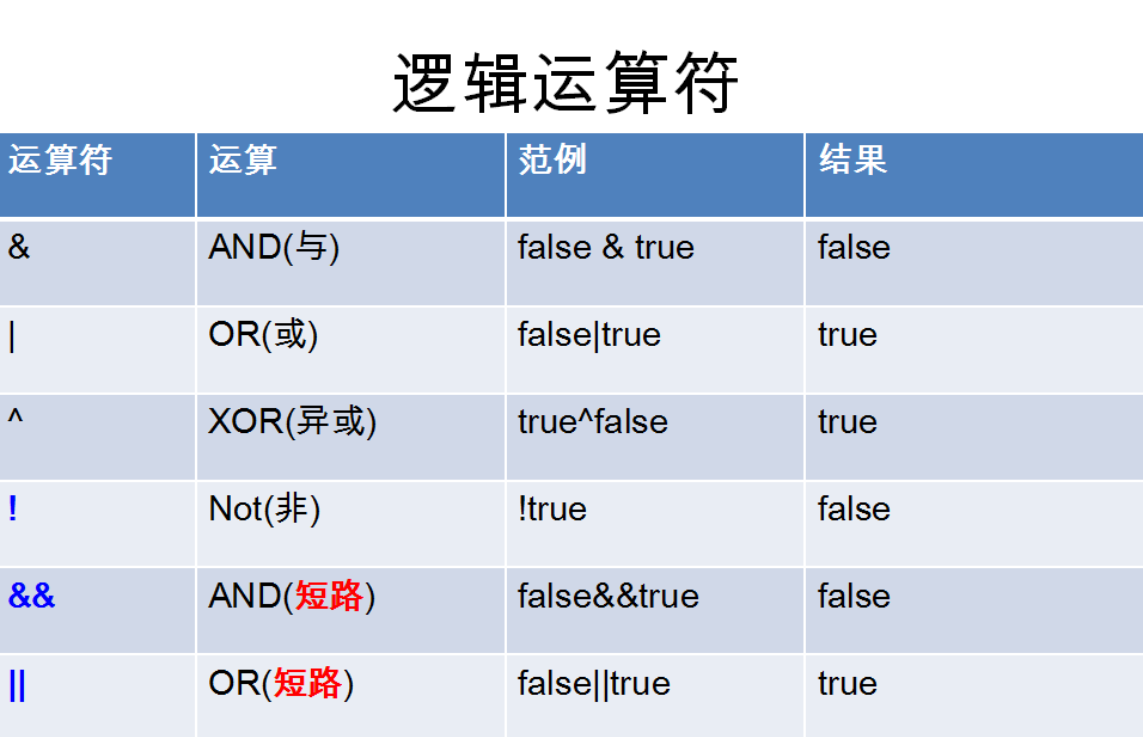 逻辑运算符
运算符 运算 范例 结果
& AND(与) false & true false
| OR(或) false|true true
^ XOR(异或) true^false true
! Not(非) !true false
&& AND(短路) false&&true false
|| OR(短路) false||true true